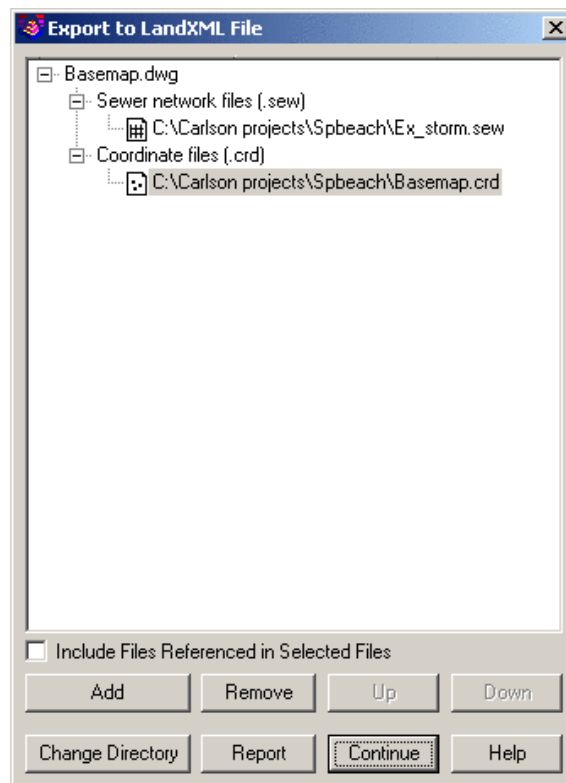 Export to LandXML File
Basemap.dwg
Sewer network files (.sew)
C:\Carlson projects\Spbeach\Ex_storm.sew
Coordinate files (.crd)
C:\Carlson projects\Spbeach\Basemap.crd
Include Files Referenced in Selected Files
Add Remove Up Down
Change Directory Report Continue Help